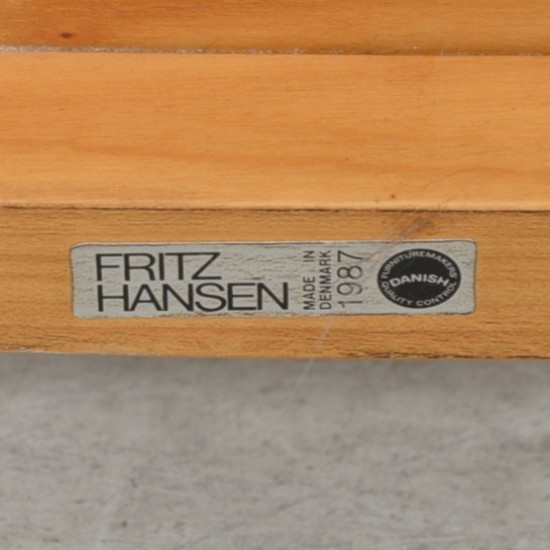 FRITZ
HANSEN
MADE IN
DENMARK
1987
FURNITUREMAKERS
DANISH
QUALITY CONTROL